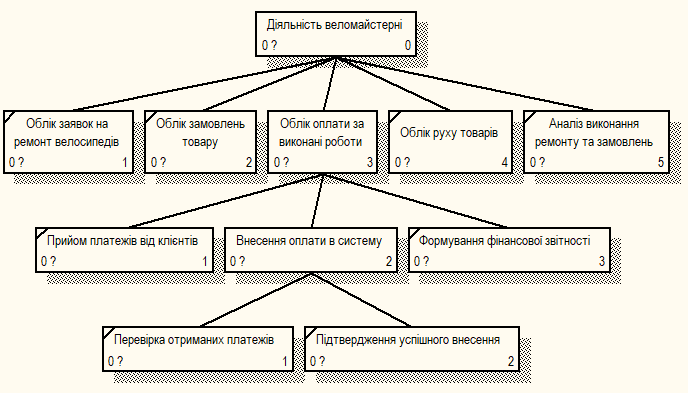 Діяльність веломайстерні
0 ? 0
Облік заявок на
ремонт велосипедів
0 ? 1
Облік замовлень
товару
0 ? 2
Облік оплати за
виконані роботи
0 ? 3
Облік руху товарів
0 ? 4
Аналіз виконання
ремонту та замовлень
0 ? 5
Прийом платежів від клієнтів
0 ? 1
Внесення оплати в систему
0 ? 2
Формування фінансової звітності
0 ? 3
Перевірка отриманих платежів
0 ? 1
Підтвердження успішного внесення
0 ? 2